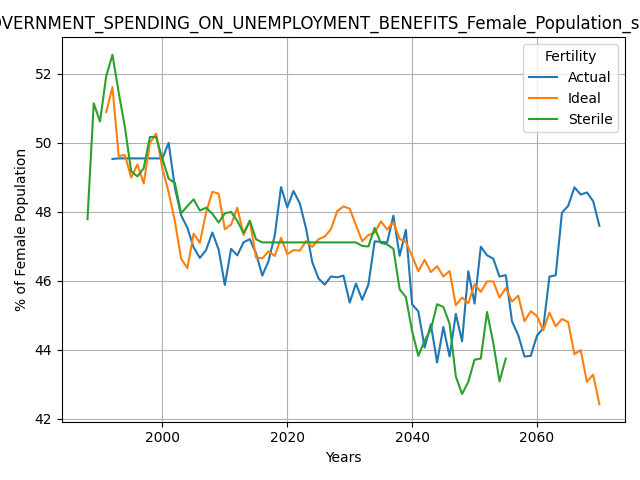 OVERNMENT_SPENDING_ON_UNEMPLOYMENT_BENEFITS_Female_Population_s
Fertility
Actual
Ideal
Sterile
% of Female Population
52
50
48
46
44
42
2000 2020 2040 2060
Years